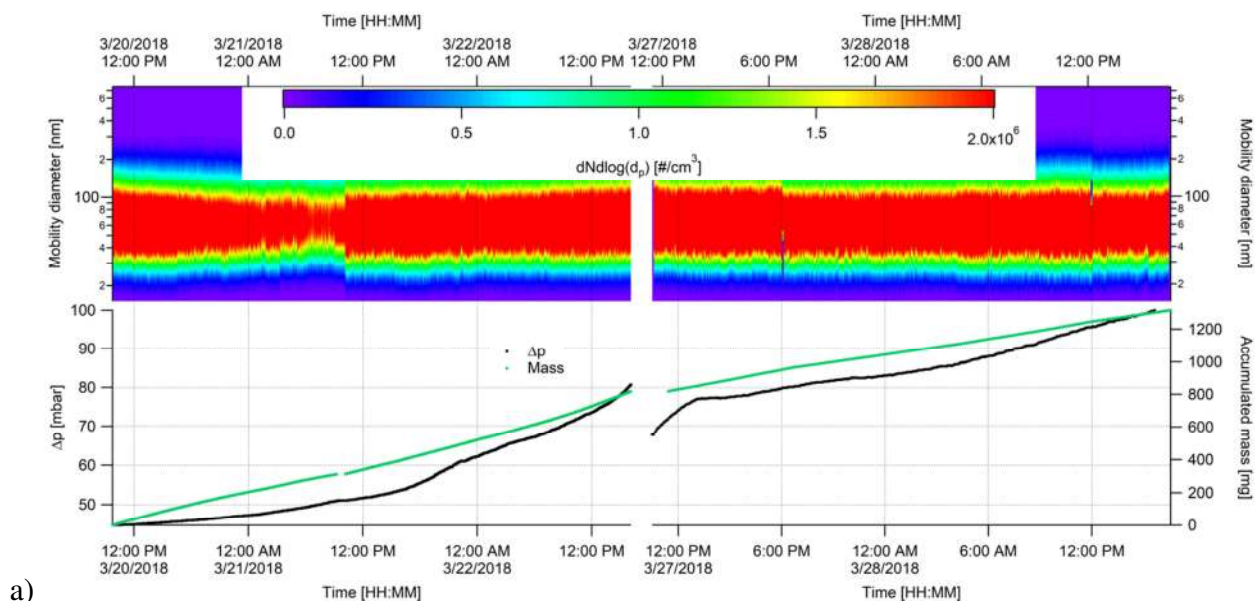 Time [HH:MM]
Time [HH:MM]
3/20/2018 3/21/2018 3/22/2018 3/27/2018 3/28/2018
12:00 PM 12:00 AM 12:00 PM 12:00 AM 12:00 PM 12:00 PM 6:00 PM 12:00 AM 6:00 AM 12:00 PM
Mobility diameter [nm]
6
4
2
100
8
6
4
2
0.0 0.5 1.0 1.5 2.0x10⁶
dNdlog(dₚ) [#/cm³]
6
4
2
100
8
6
4
2
Mobility diameter [nm]
Δp [mbar]
100
90
80
70
60
50
Δp
Mass
1200
1000
800
600
400
200
0
Accumulated mass [mg]
12:00 PM 12:00 AM 12:00 PM 12:00 AM 12:00 PM 12:00 PM 6:00 PM 12:00 AM 6:00 AM 12:00 PM
3/20/2018 3/21/2018 3/22/2018 3/27/2018 3/28/2018
Time [HH:MM]
Time [HH:MM]
a)